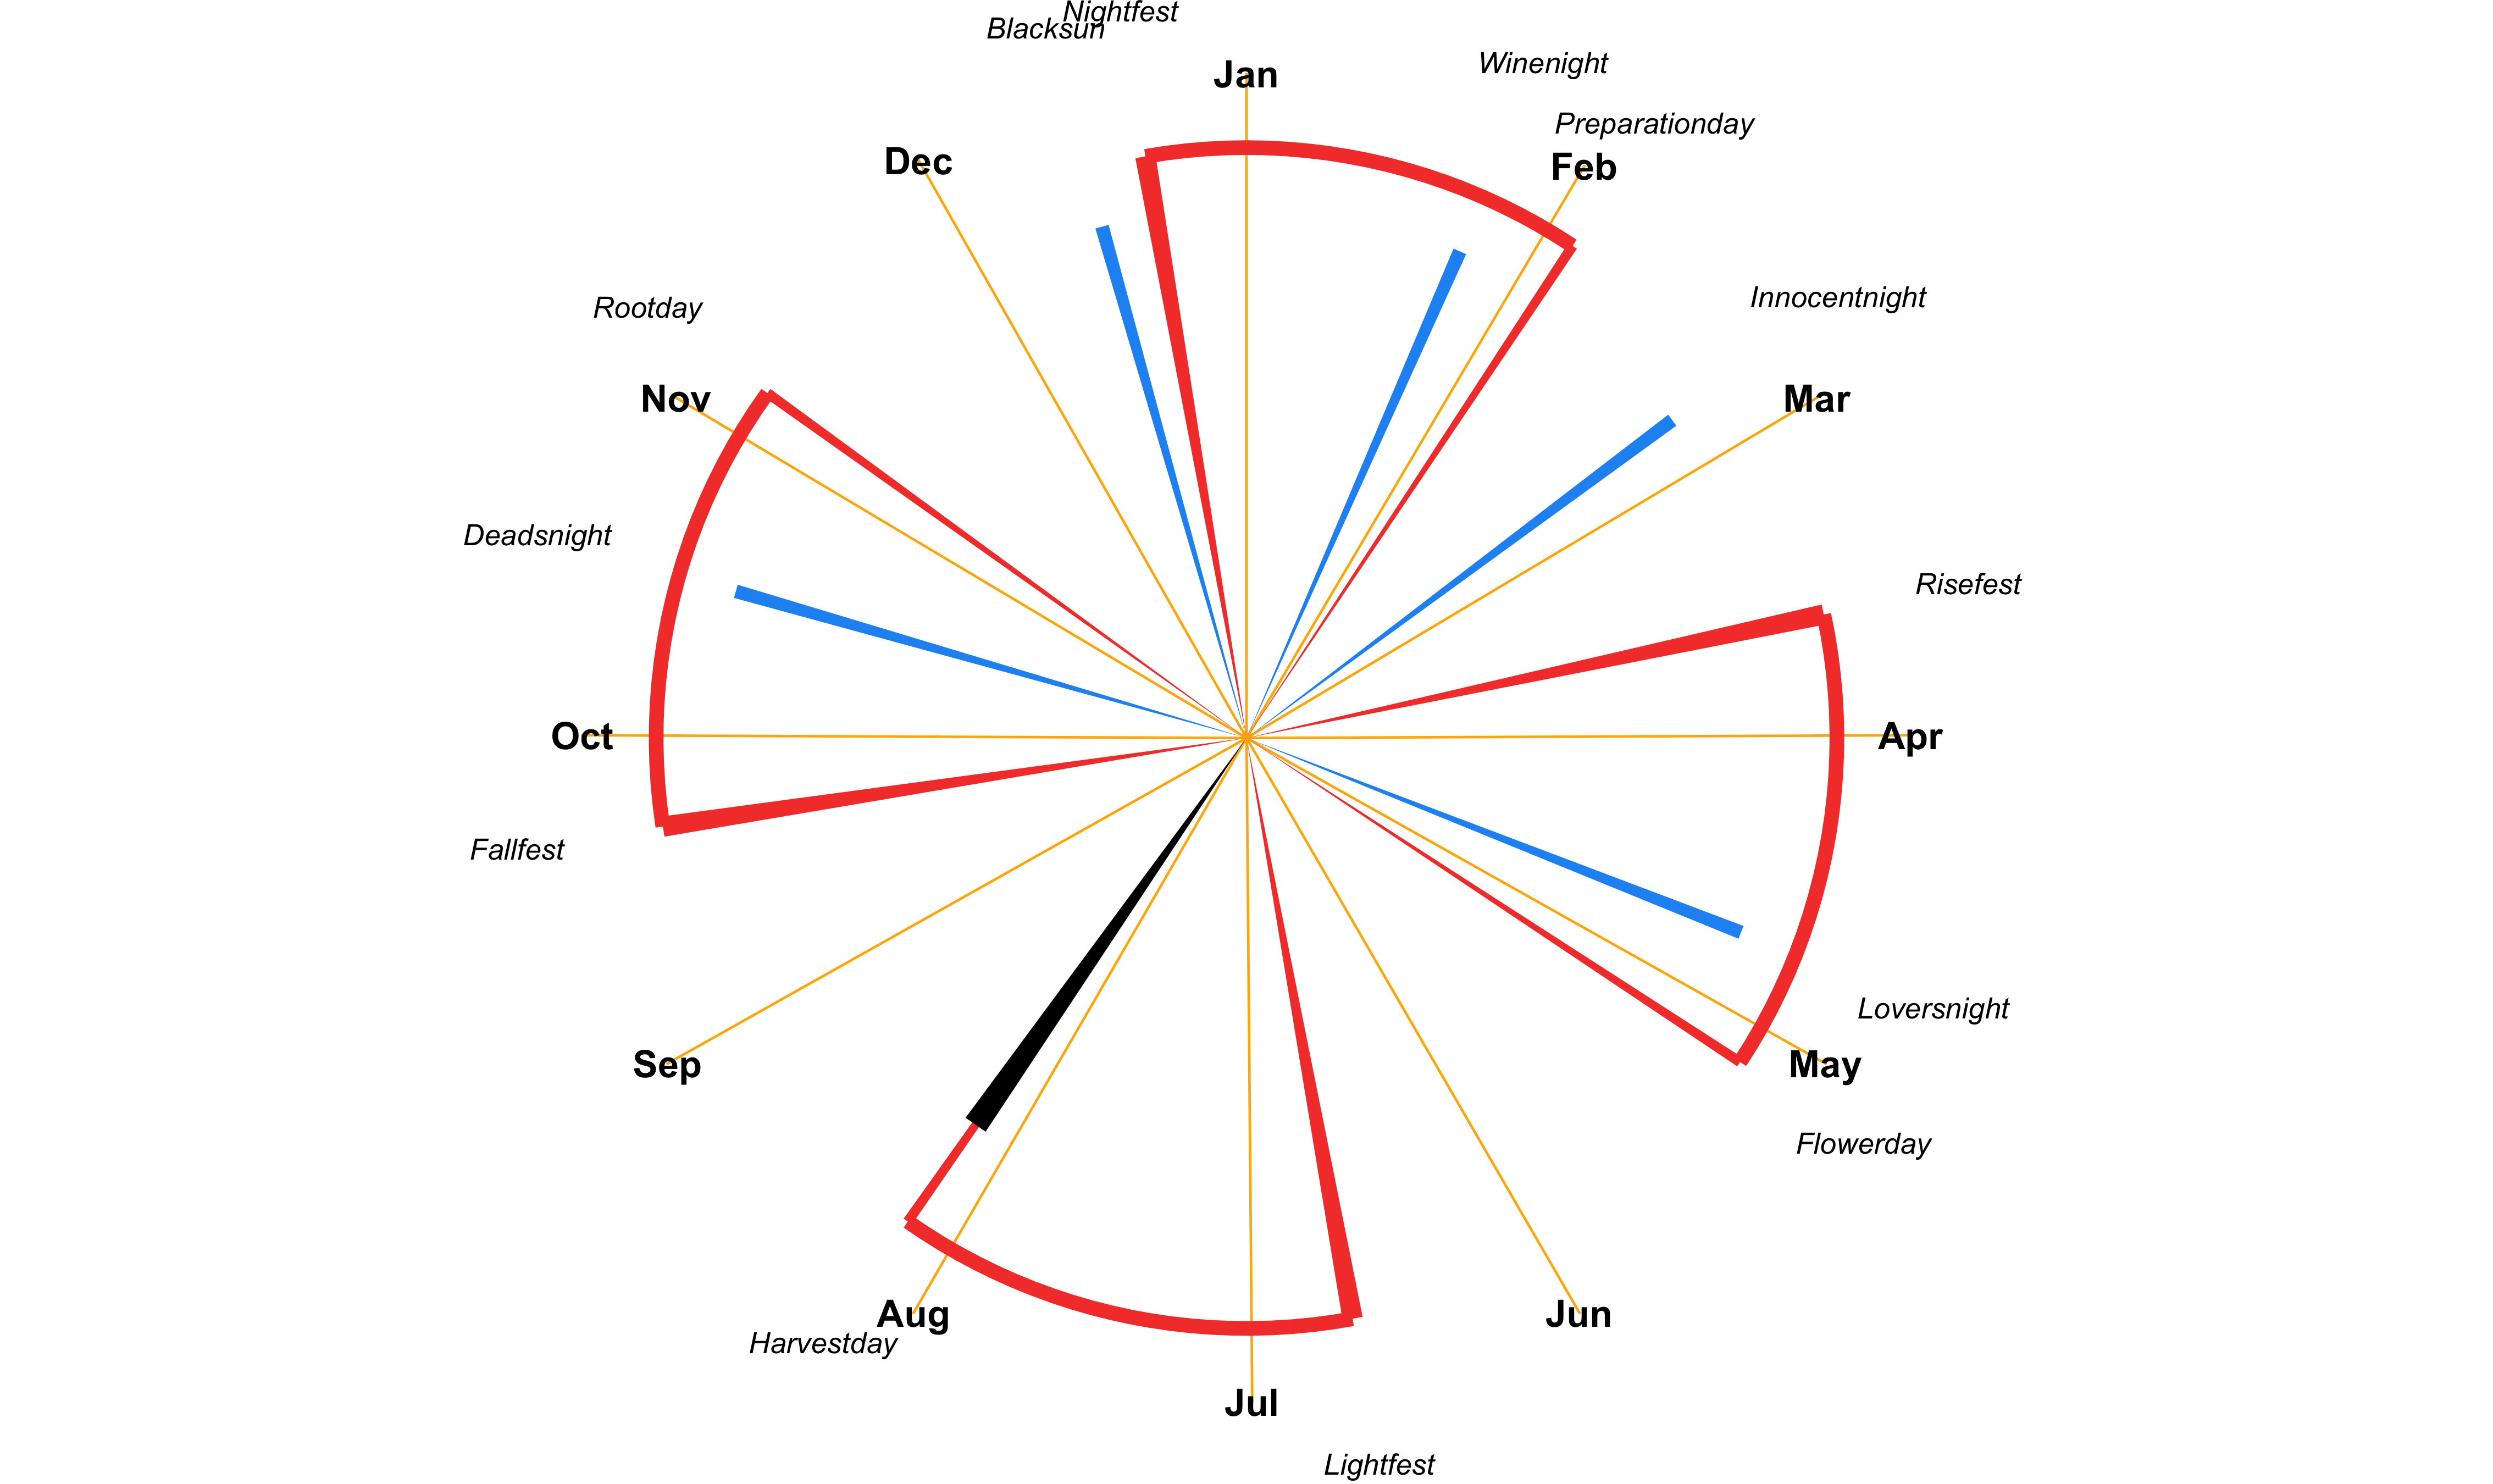 Nightfest
Blacksun
Winenight
Jan
Preparationday
Dec
Feb
Innocentnight
Rootday
Nov
Mar
Deadsnight
Risefest
Oct
Apr
Fallfest
Loversnight
Sep
May
Flowerday
Aug
Jun
Harvestday
Jul
Lightfest